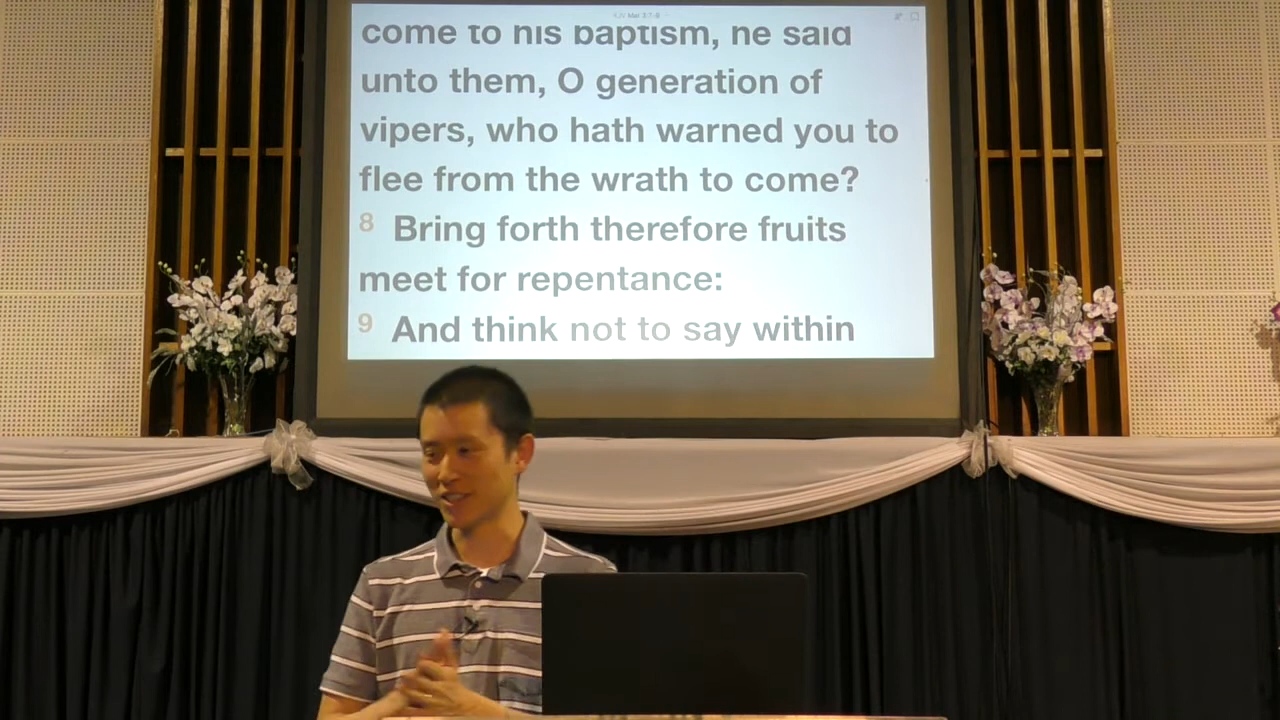 come to his baptism, he said
unto them, O generation of
vipers, who hath warned you to
flee from the wrath to come?
8 Bring forth therefore fruits
meet for repentance:
9 And think not to say within